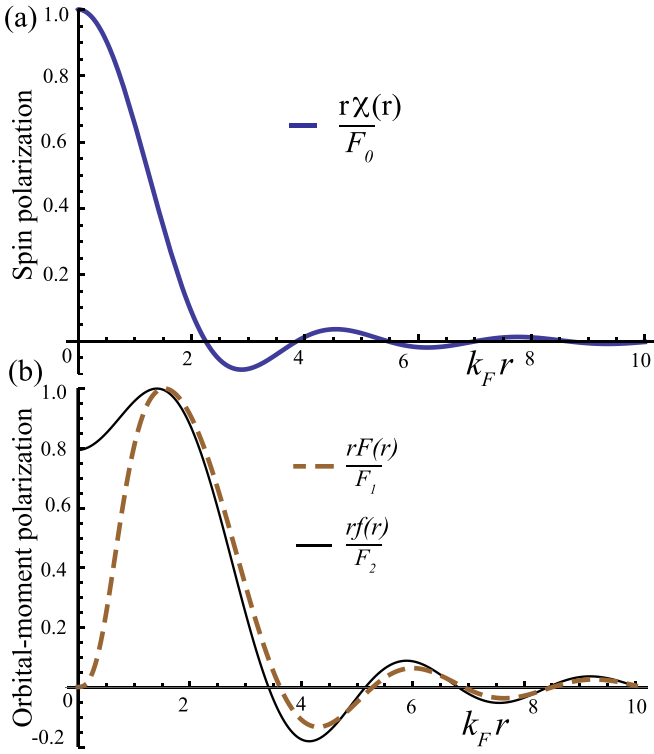 (a)
1.0
0.8
0.6
0.4
0.2
0
2
4
6
8
10
Spin polarization
rχ(r)
F₀
k_F r
(b)
1.0
0.8
0.6
0.4
0.2
0
-0.2
2
4
6
8
10
Orbital-moment polarization
rF(r)
F₁
rf(r)
F₂
k_F r